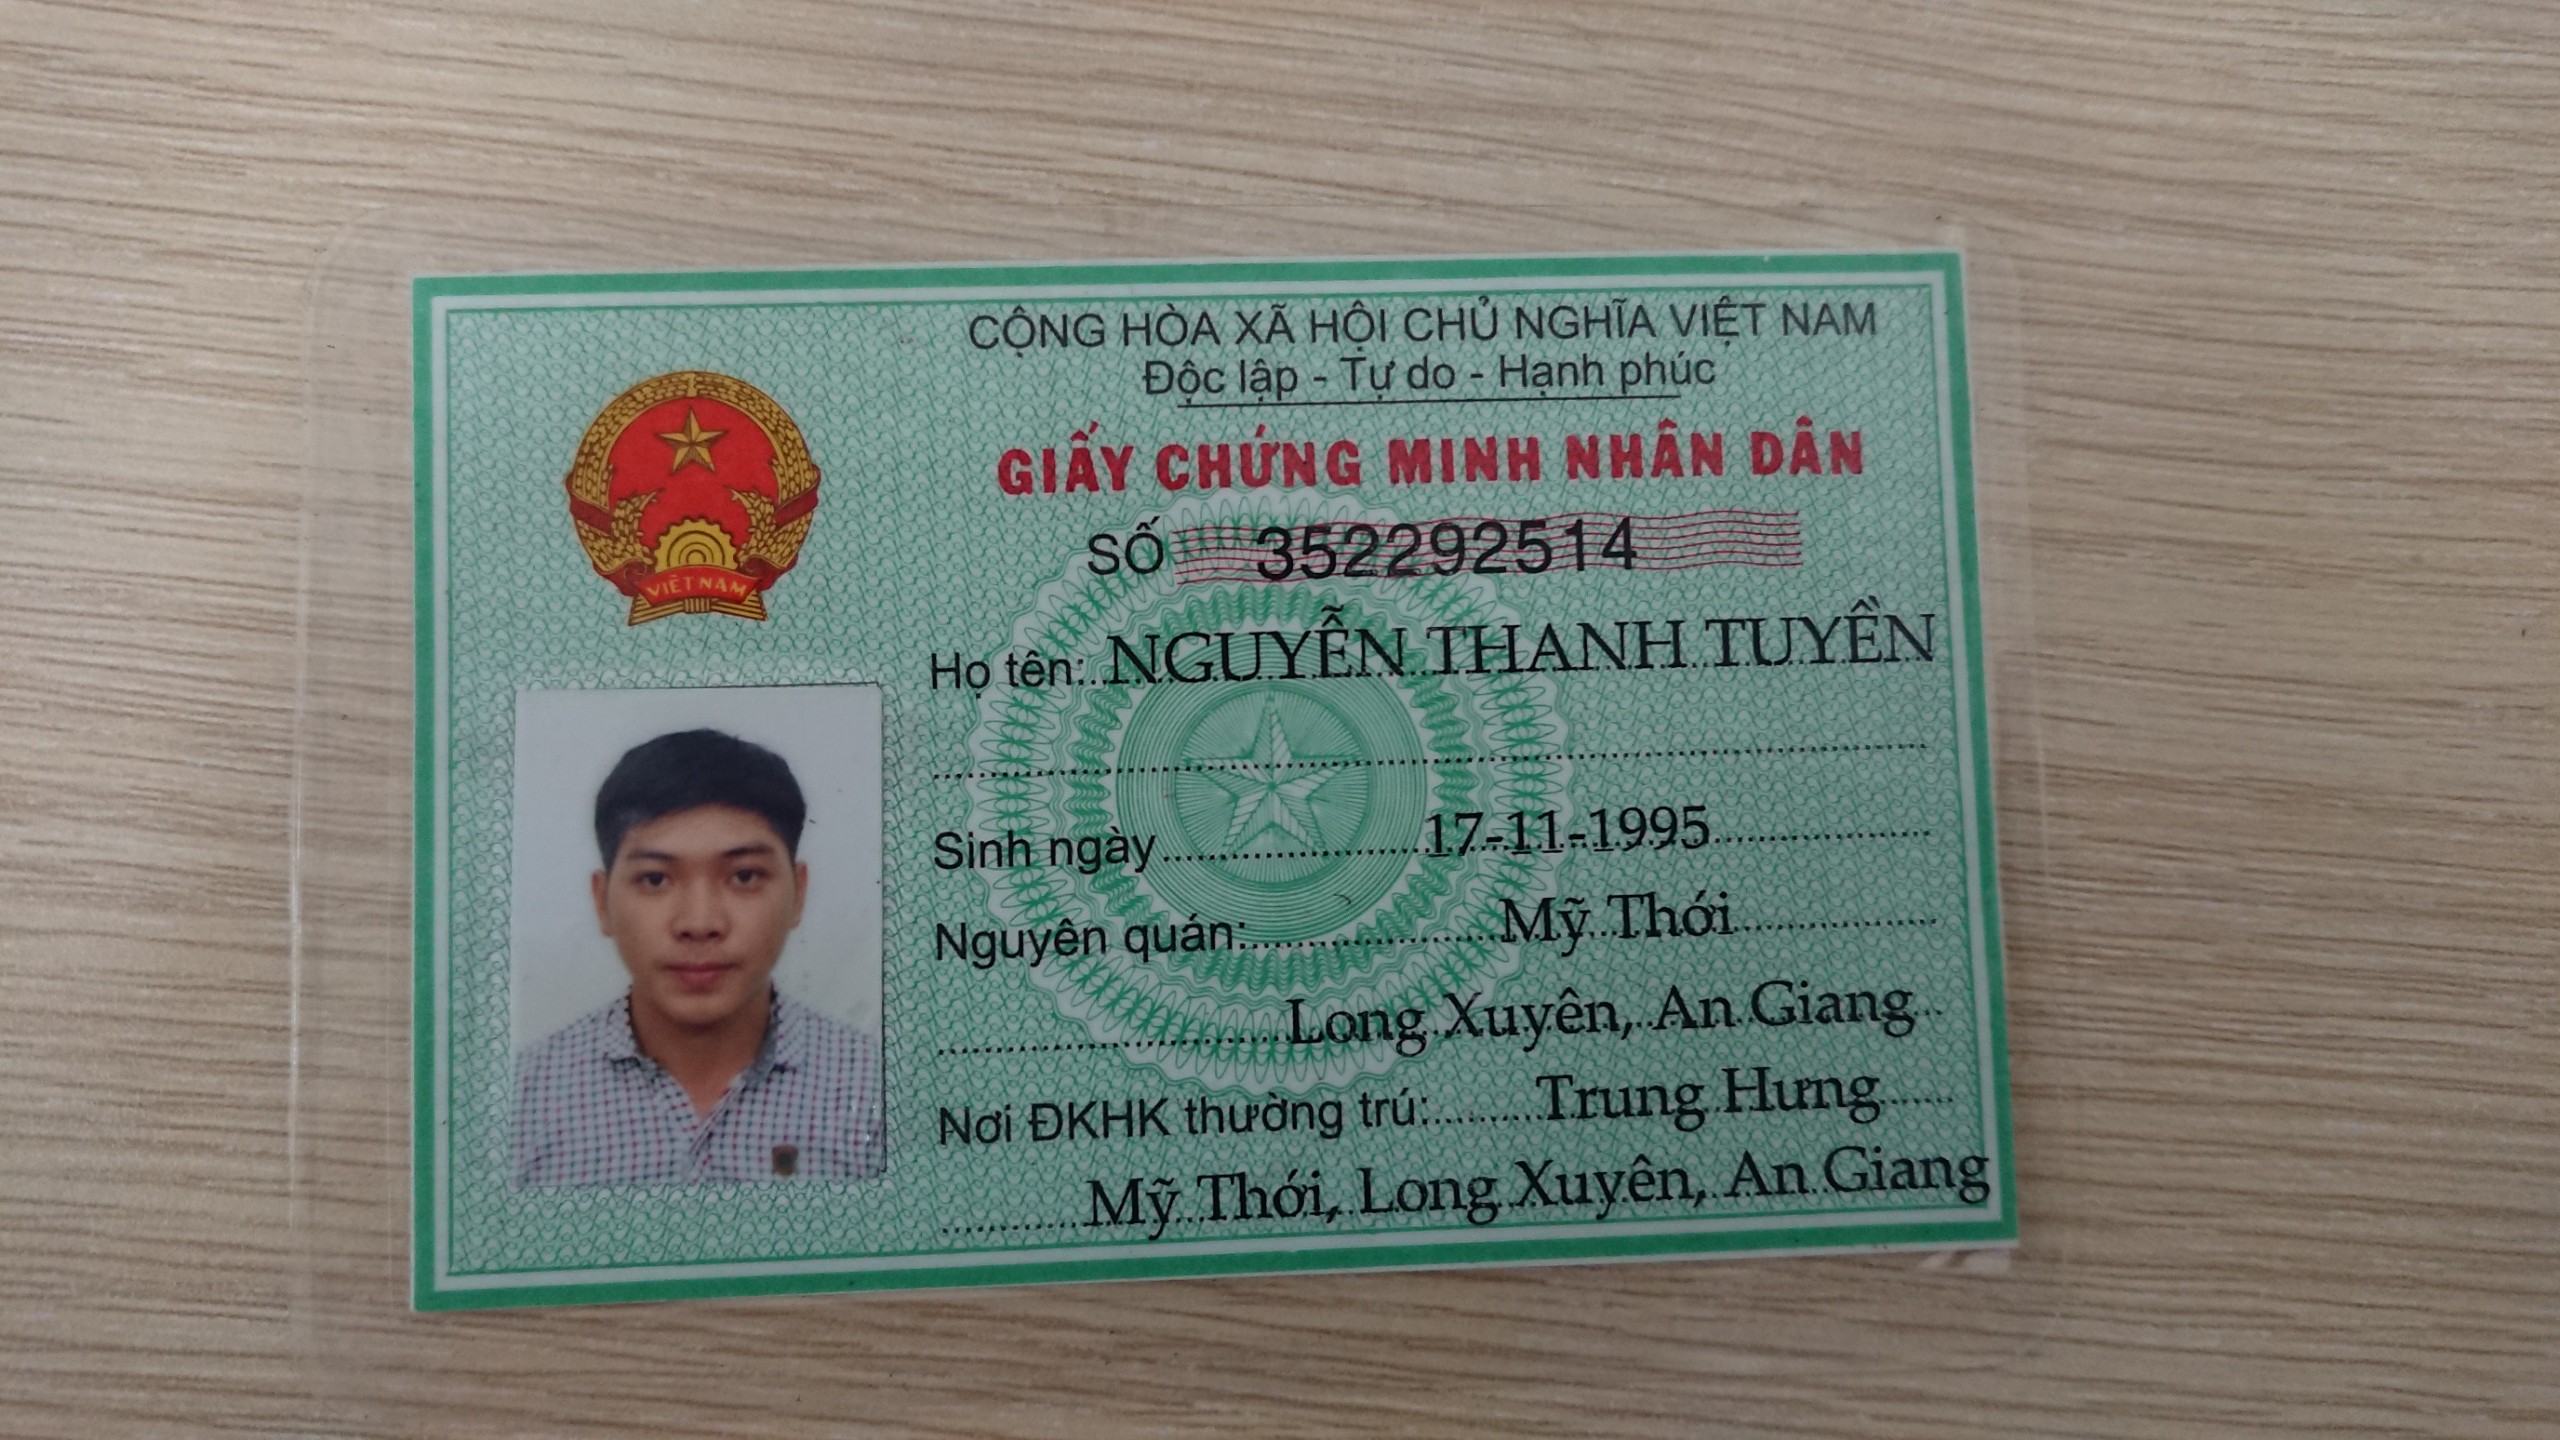 CỘNG HÒA XÃ HỘI CHỦ NGHĨA VIỆT NAM
Độc lập - Tự do - Hạnh phúc
GIẤY CHỨNG MINH NHÂN DÂN
SỐ 352292514
Họ tên: NGUYỄN THANH TUYỀN
Sinh ngày 17-11-1995
Nguyên quán: Mỹ Thới
Long Xuyên, An Giang
Nơi ĐKHK thường trú: Trung Hưng
Mỹ Thới, Long Xuyên, An Giang
VIỆT NAM